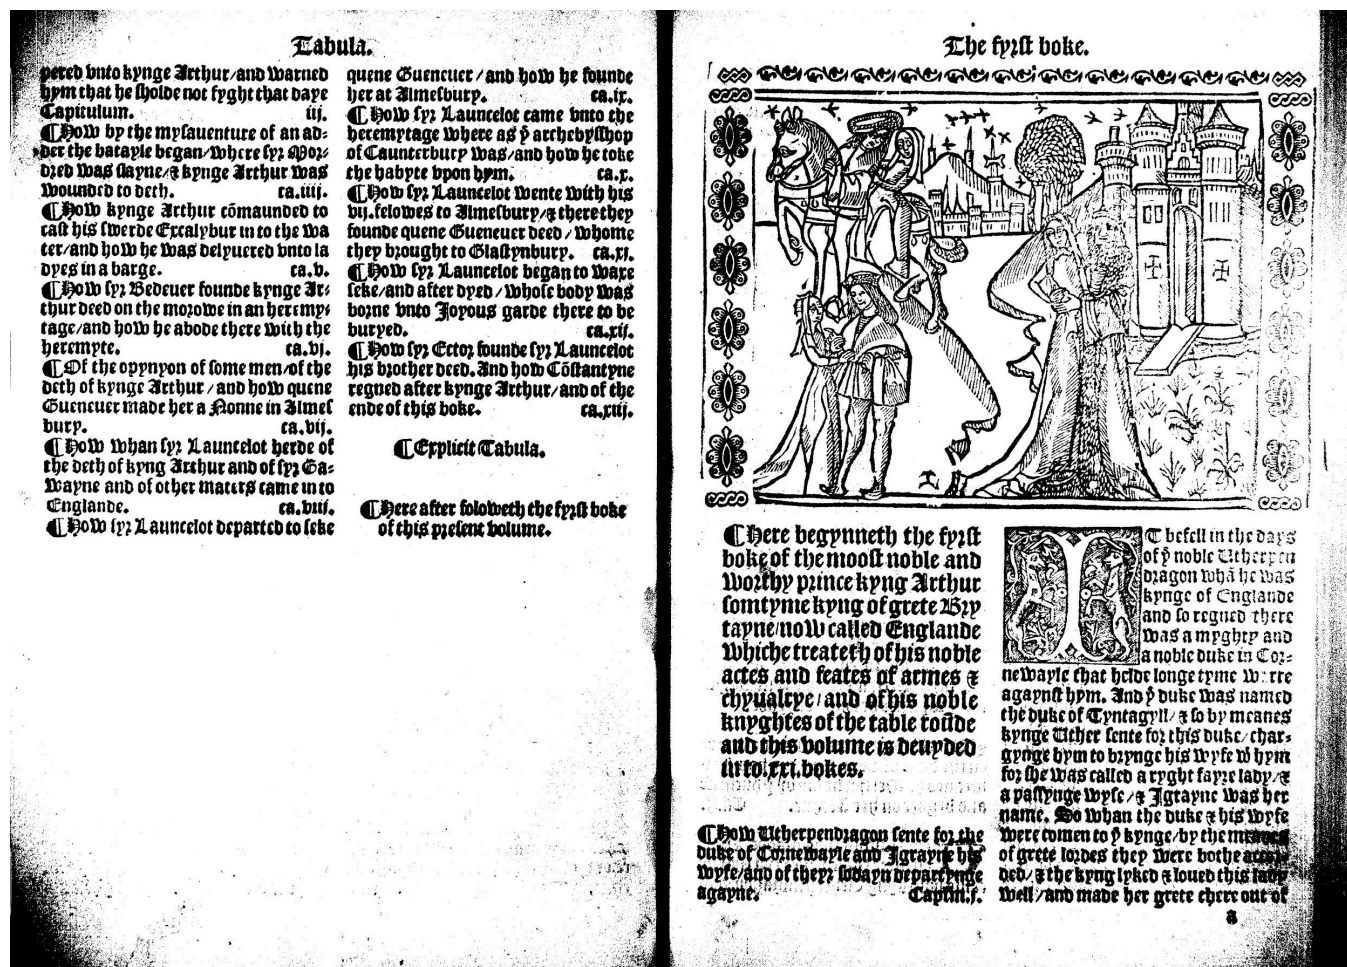 Tabula.
pered vnto kynge Arthur/and warned
hym that he sholde not fyght that daye
Capitulum. iij.
¶How by the mysauenture of an ad⸗
der the batayle began/where syr Mor⸗
dred was slayne/⁊ kynge Arthur was
wounded to deth. ca.iiij.
¶How kynge Arthur cõmaunded to
cast his swerde Excalybur in to the wa
ter/and how he was delyuered vnto la
dyes in a barge. ca.v.
¶How syr Bedeuer founde kynge Ar⸗
thur deed on the morowe in an heremy⸗
tage/and how he abode there with the
heremyte. ca.vj.
¶Of the oppnyon of some men/of the
deth of kynge Arthur/and how quene
Gueneuer made her a Nonne in Almes
bury. ca.vij.
¶How whan syr Launcelot herde of
the deth of kyng Arthur and of syr Ga⸗
wayne and of other maters came in to
Englande. ca.viij.
¶How syr Launcelot departed to seke
quene Gueneuer/and how he founde
her at Almesbury. ca.ix.
¶How syr Launcelot came vnto the
heremytage where as yͤ archebysshop
of Caunterbury was/and how he toke
the habyte vpon hym. ca.x.
¶How syr Launcelot wente with his
vij.felowes to Almesbury/⁊ there they
founde quene Gueneuer deed/whome
they brought to Glastynbury. ca.xj.
¶How syr Launcelot began to waxe
seke/and after dyed/whose body was
borne vnto Joyous garde there to be
buryed. ca.xij.
¶How syr Ector founde syr Launcelot
his brother deed. And how Cõstantyne
regned after kynge Arthur/and of the
ende of this boke. ca.xiij.
¶Explicit Tabula.
¶Here after foloweth the fyrst boke
of this present volume.
The fyrst boke.
¶Here begynneth the fyrst
boke of the moost noble and
worthy prince kyng Arthur
somtyme kyng of grete Bry
tayne/now called Englande
whiche treateth of his noble
actes and feates of armes ⁊
chyualrye/and of his noble
knyghtes of the table roũde
and this volume is deuyded
in to.xxi.bokes.
¶How Utherpendragon sente for the
duke of Cornewayle and Jgrayne his
wyfe/and of theyr sodayn departynge
agayne. Capitu.j.
IT befell in the days
of yͤ noble Utherpen
dragon whã he was
kynge of Englande
and so regned there
was a myghty and
a noble duke in Cor⸗
newayle that helde longe tyme werre
agaynst hym. And yͤ duke was named
the duke of Tyntagyll/⁊ so by meanes
kynge Uther sente for this duke/char⸗
gynge hym to brynge his wyfe wͭ hym
for she was called a ryght fayre lady/⁊
a passynge wyse/⁊ Jgrayne was her
name. So whan the duke ⁊ his wyfe
were comen to yͤ kynge/by the meanes
of grete lordes they were bothe accor⸗
ded/⁊ the kyng lyked ⁊ loued this lady
well/and made her grete chere out of
a